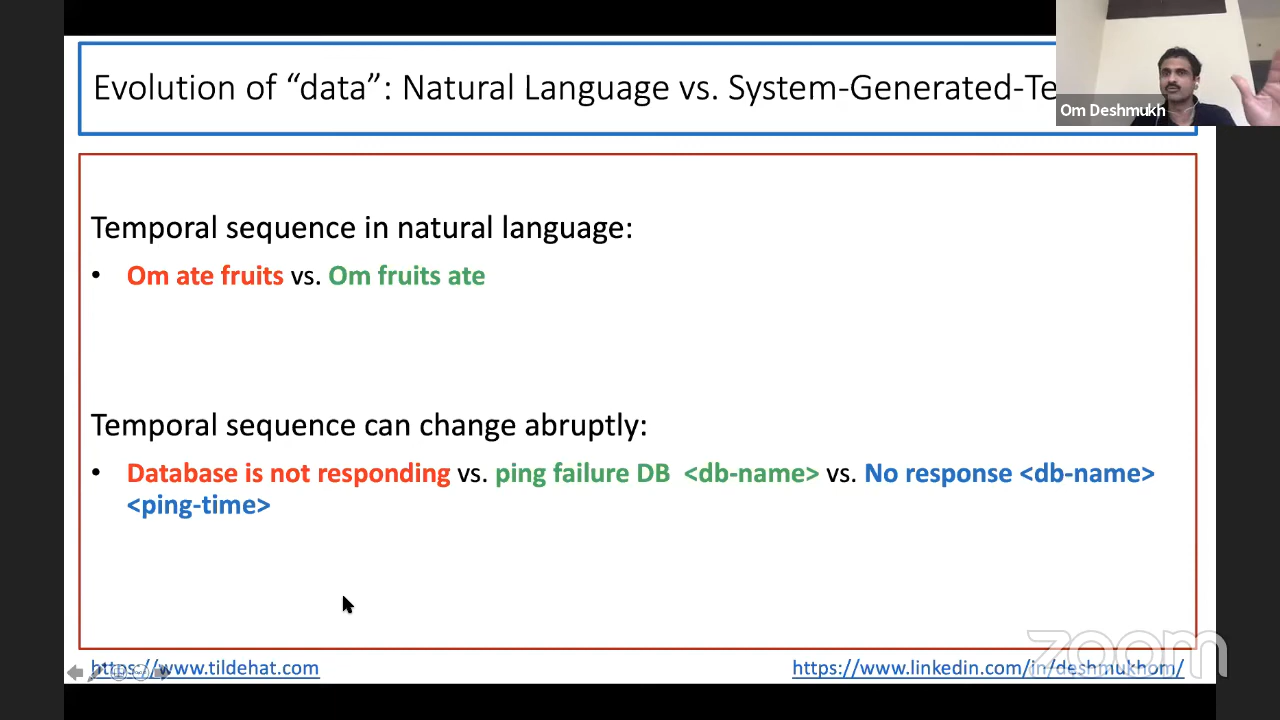 Evolution of “data”: Natural Language vs. System-Generated-Te
Om Deshmukh
Temporal sequence in natural language:
• Om ate fruits vs. Om fruits ate
Temporal sequence can change abruptly:
• Database is not responding vs. ping failure DB <db-name> vs. No response <db-name>
<ping-time>
https://www.tildehat.com
https://www.linkedin.com/in/deshmukhom/
zoom